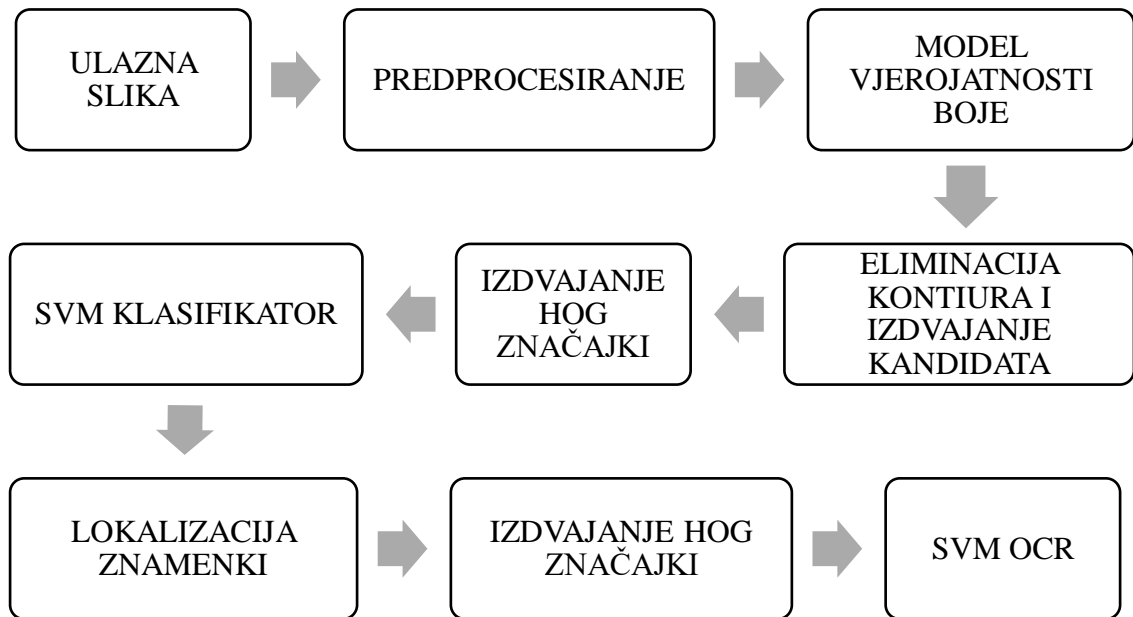 ULAZNA
SLIKA
PREDPROCESIRANJE
MODEL
VJEROJATNOSTI
BOJE
ELIMINACIJA
KONTIURA I
IZDVAJANJE
KANDIDATA
IZDVAJANJE
HOG
ZNAČAJKI
SVM KLASIFIKATOR
LOKALIZACIJA
ZNAMENKI
IZDVAJANJE HOG
ZNAČAJKI
SVM OCR